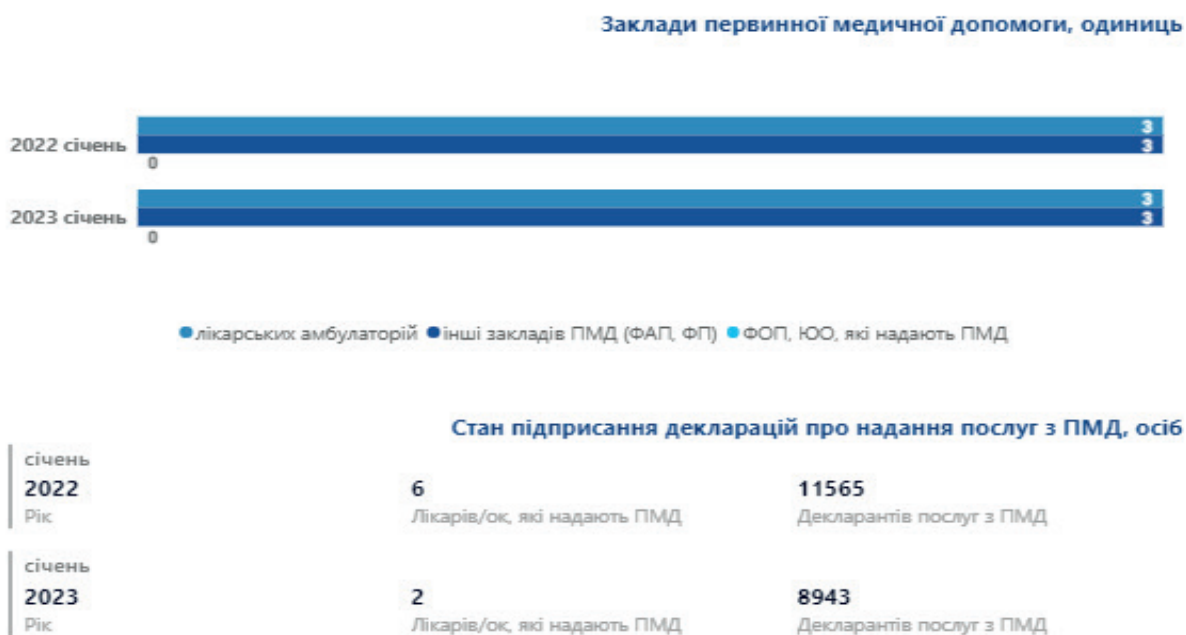 Заклади первинної медичної допомоги, одиниць
3
2022 січень
3
0
3
2023 січень
3
0
лікарських амбулаторій інші закладів ПМД (ФАП, ФП) ФОП, ЮО, які надають ПМД
Стан підприсання декларацій про надання послуг з ПМД, осіб
січень
2022 6 11565
Рік Лікарів/ок, які надають ПМД Декларантів послуг з ПМД
січень
2023 2 8943
Рік Лікарів/ок, які надають ПМД Декларантів послуг з ПМД